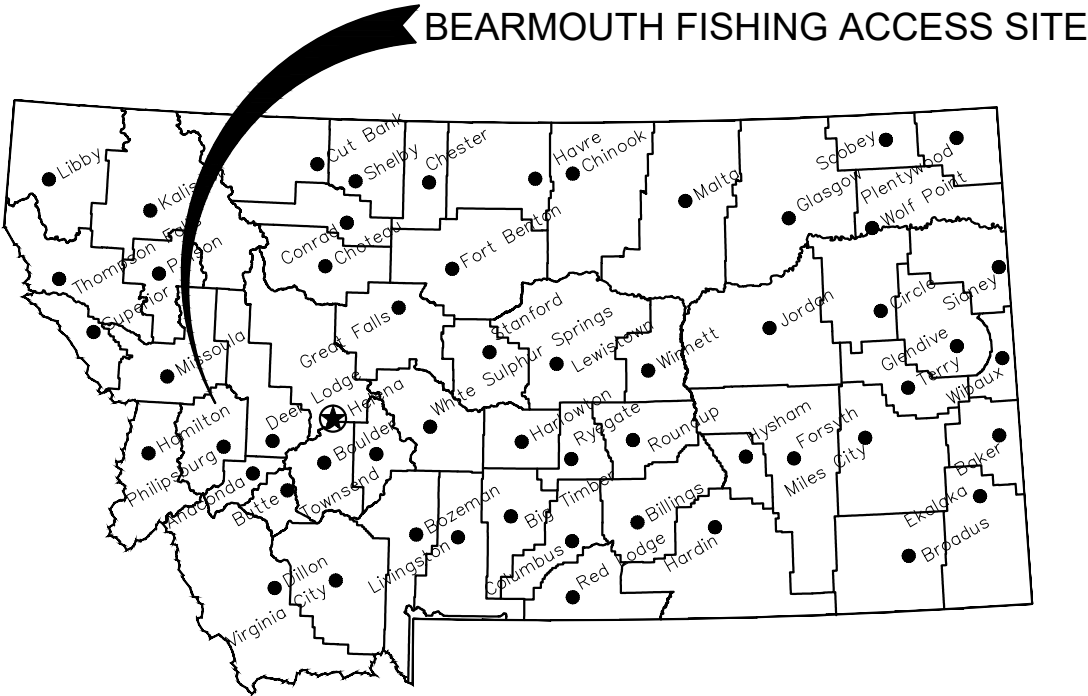 BEARMOUTH FISHING ACCESS SITE
Libby
Cut Bank
Shelby
Chester
Havre
Chinook
Malta
Scobey
Plentywood
Glasgow
Wolf Point
Kalis
Thompson Falls
Conrad
Choteau
Fort Benton
Superior
Great Falls
Stanford
Jordan
Circle
Sidney
Missoula
White Sulphur Springs
Lewistown
Winnett
Glendive
Terry
Wibaux
Hamilton
Deer Lodge
Helena
Harlowton
Ryegate
Roundup
Hysham
Forsyth
Miles City
Baker
Philipsburg
Boulder
Anaconda
Butte
Townsend
Bozeman
Big Timber
Billings
Ekalaka
Livingston
Columbus
Red Lodge
Hardin
Broadus
Dillon
Virginia City